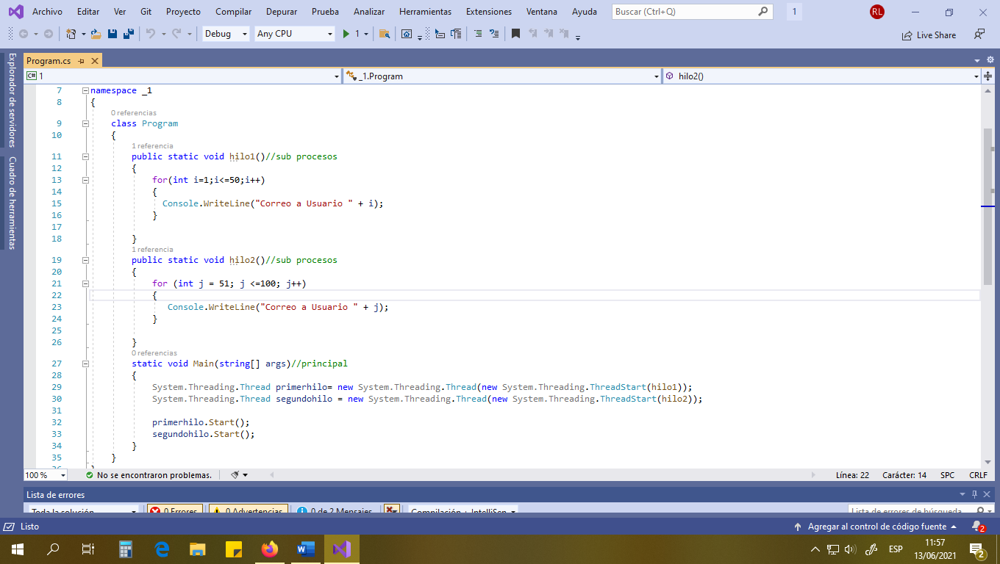 Archivo Editar Ver Git Proyecto Compilar Depurar Prueba Analizar Herramientas Extensiones Ventana Ayuda Buscar (Ctrl+Q) 1 RL
Debug Any CPU 1 Live Share
Explorador de servidores
Cuadro de herramientas
Program.cs
C# 1 _1.Program hilo2()
7 namespace _1
8 {
0 referencias
9 class Program
10 {
1 referencia
11 public static void hilo1()//sub procesos
12 {
13 for(int i=1;i<=50;i++)
14 {
15 Console.WriteLine("Correo a Usuario " + i);
16 }
17
18 }
1 referencia
19 public static void hilo2()//sub procesos
20 {
21 for (int j = 51; j <=100; j++)
22 {
23 Console.WriteLine("Correo a Usuario " + j);
24 }
25
26 }
0 referencias
27 static void Main(string[] args)//principal
28 {
29 System.Threading.Thread primerhilo= new System.Threading.Thread(new System.Threading.ThreadStart(hilo1));
30 System.Threading.Thread segundohilo = new System.Threading.Thread(new System.Threading.ThreadStart(hilo2));
31
32 primerhilo.Start();
33 segundohilo.Start();
34 }
35 }
36 }
100 % No se encontraron problemas. Línea: 22 Carácter: 14 SPC CRLF
Lista de errores
Toda la solución 0 Errores 0 Advertencias 0 de 2 Mensajes Compilación + IntelliSen Lista de errores de búsqueda
Listo Agregar al control de código fuente 2
ESP 11:57
13/06/2021 2